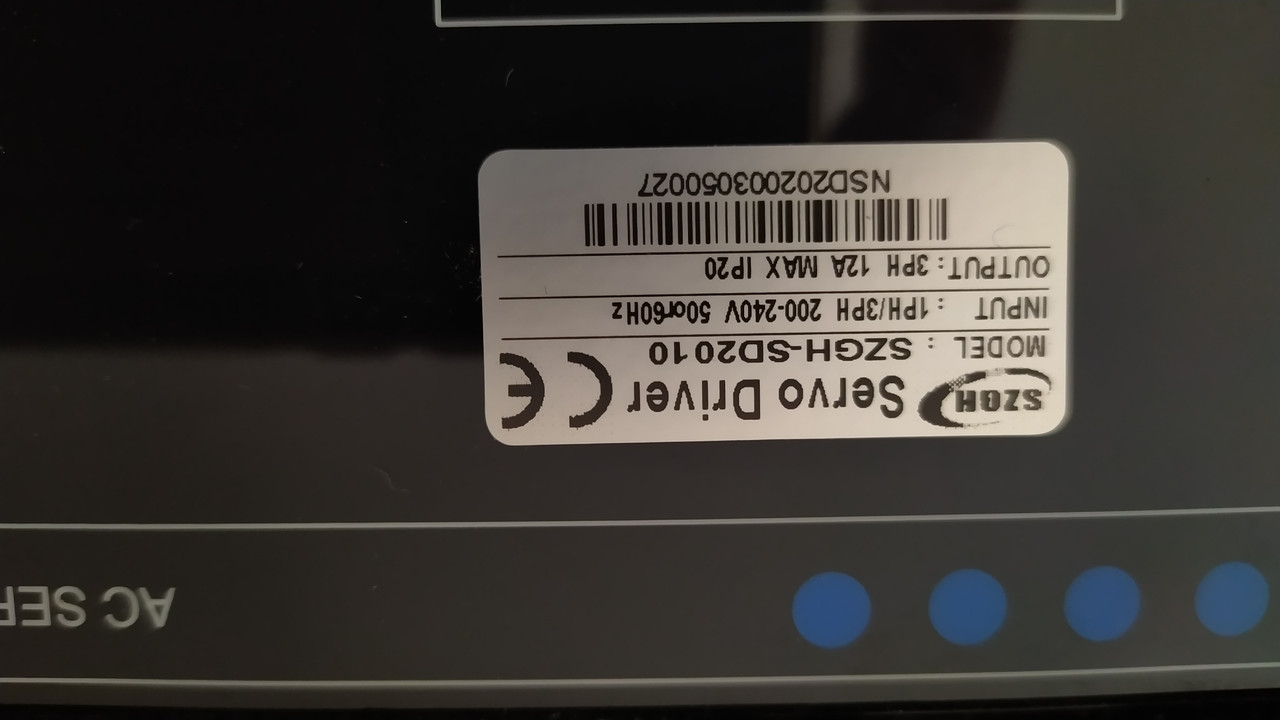 AC SER
SZGH Servo Driver CE
MODEL : SZGH-SD2010
INPUT : 1PH/3PH 200-240V 50or60Hz
OUTPUT: 3PH 12A MAX IP20
NSD202003050027